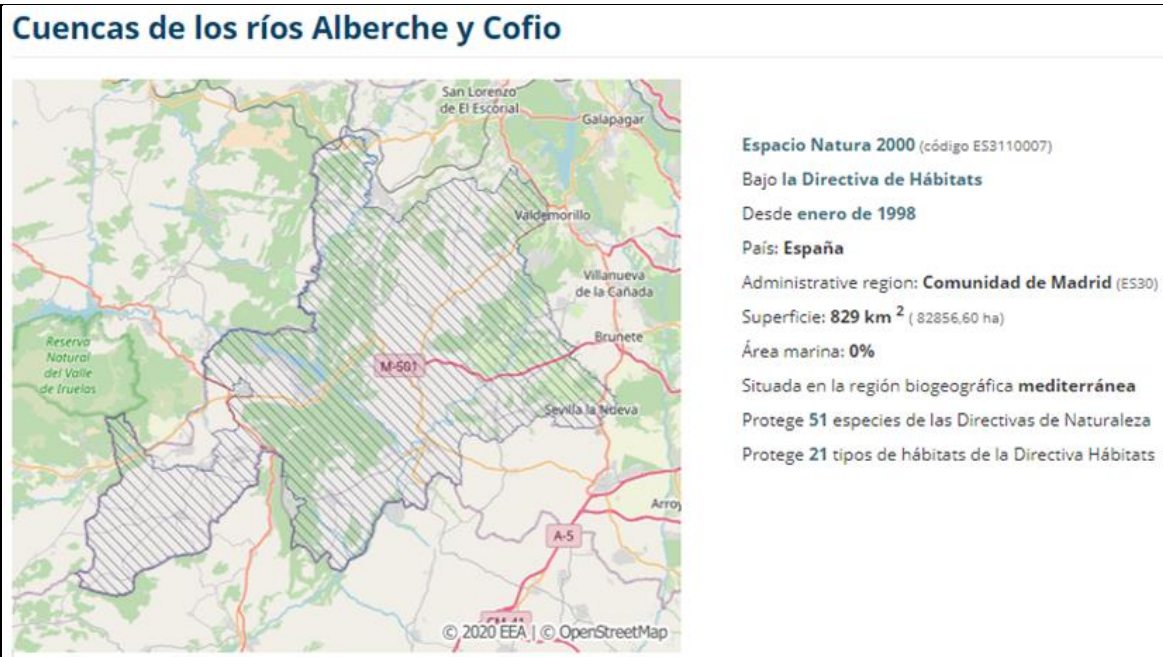 Cuencas de los ríos Alberche y Cofio
San Lorenzo
de El Escorial
Galapagar
Valdemorillo
Villanueva
de la Cañada
Brunete
Reserva
Natural
del Valle
de Iruelas
M-501
Sevilla la Nueva
Arroy
A-5
© 2020 EEA | © OpenStreetMap
Espacio Natura 2000 (código ES3110007)
Bajo la Directiva de Hábitats
Desde enero de 1998
País: España
Administrative region: Comunidad de Madrid (ES30)
Superficie: 829 km 2 ( 82856,60 ha)
Área marina: 0%
Situada en la región biogeográfica mediterránea
Protege 51 especies de las Directivas de Naturaleza
Protege 21 tipos de hábitats de la Directiva Hábitats